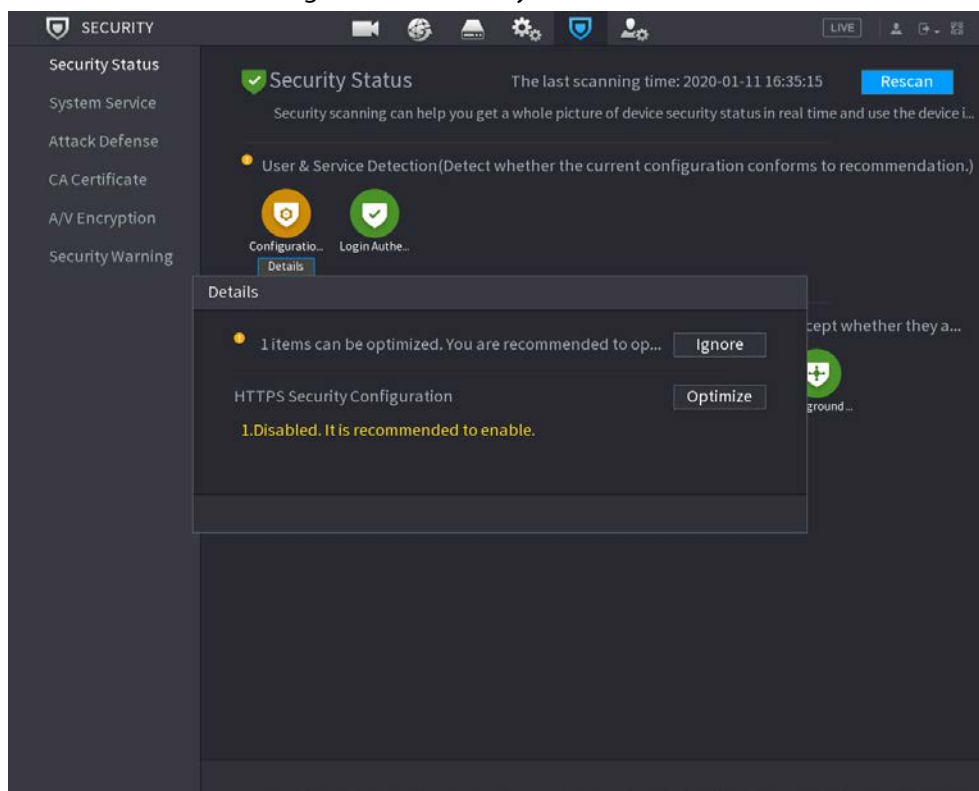 SECURITY
LIVE
Security Status
System Service
Attack Defense
CA Certificate
A/V Encryption
Security Warning
Security Status
The last scanning time: 2020-01-11 16:35:15
Rescan
Security scanning can help you get a whole picture of device security status in real time and use the device i...
User & Service Detection(Detect whether the current configuration conforms to recommendation.)
Configuratio...
Login Authe...
Details
Details
cept whether they a...
1 items can be optimized. You are recommended to op...
Ignore
HTTPS Security Configuration
Optimize
ground...
1.Disabled. It is recommended to enable.